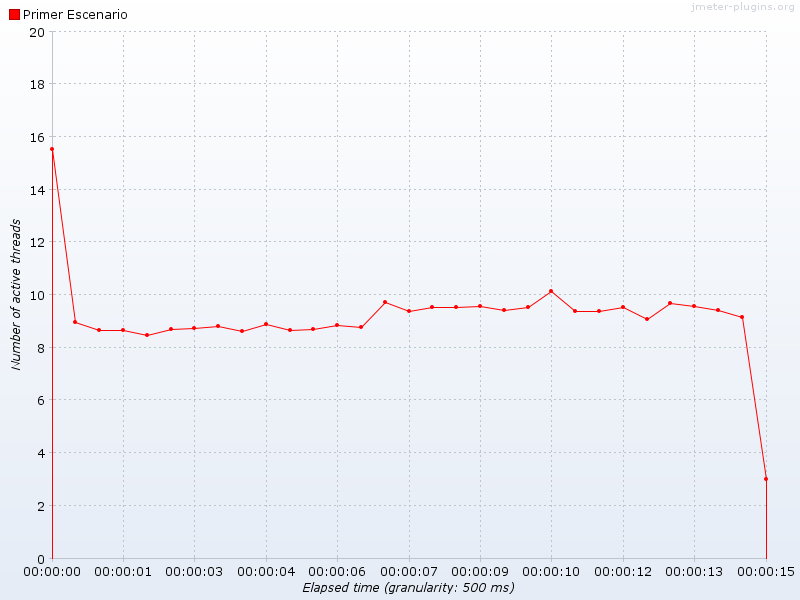 jmeter-plugins.org
Primer Escenario
20
18
16
14
12
10
8
6
4
2
0
Number of active threads
00:00:00 00:00:01 00:00:03 00:00:04 00:00:06 00:00:07 00:00:09 00:00:10 00:00:12 00:00:13 00:00:15
Elapsed time (granularity: 500 ms)